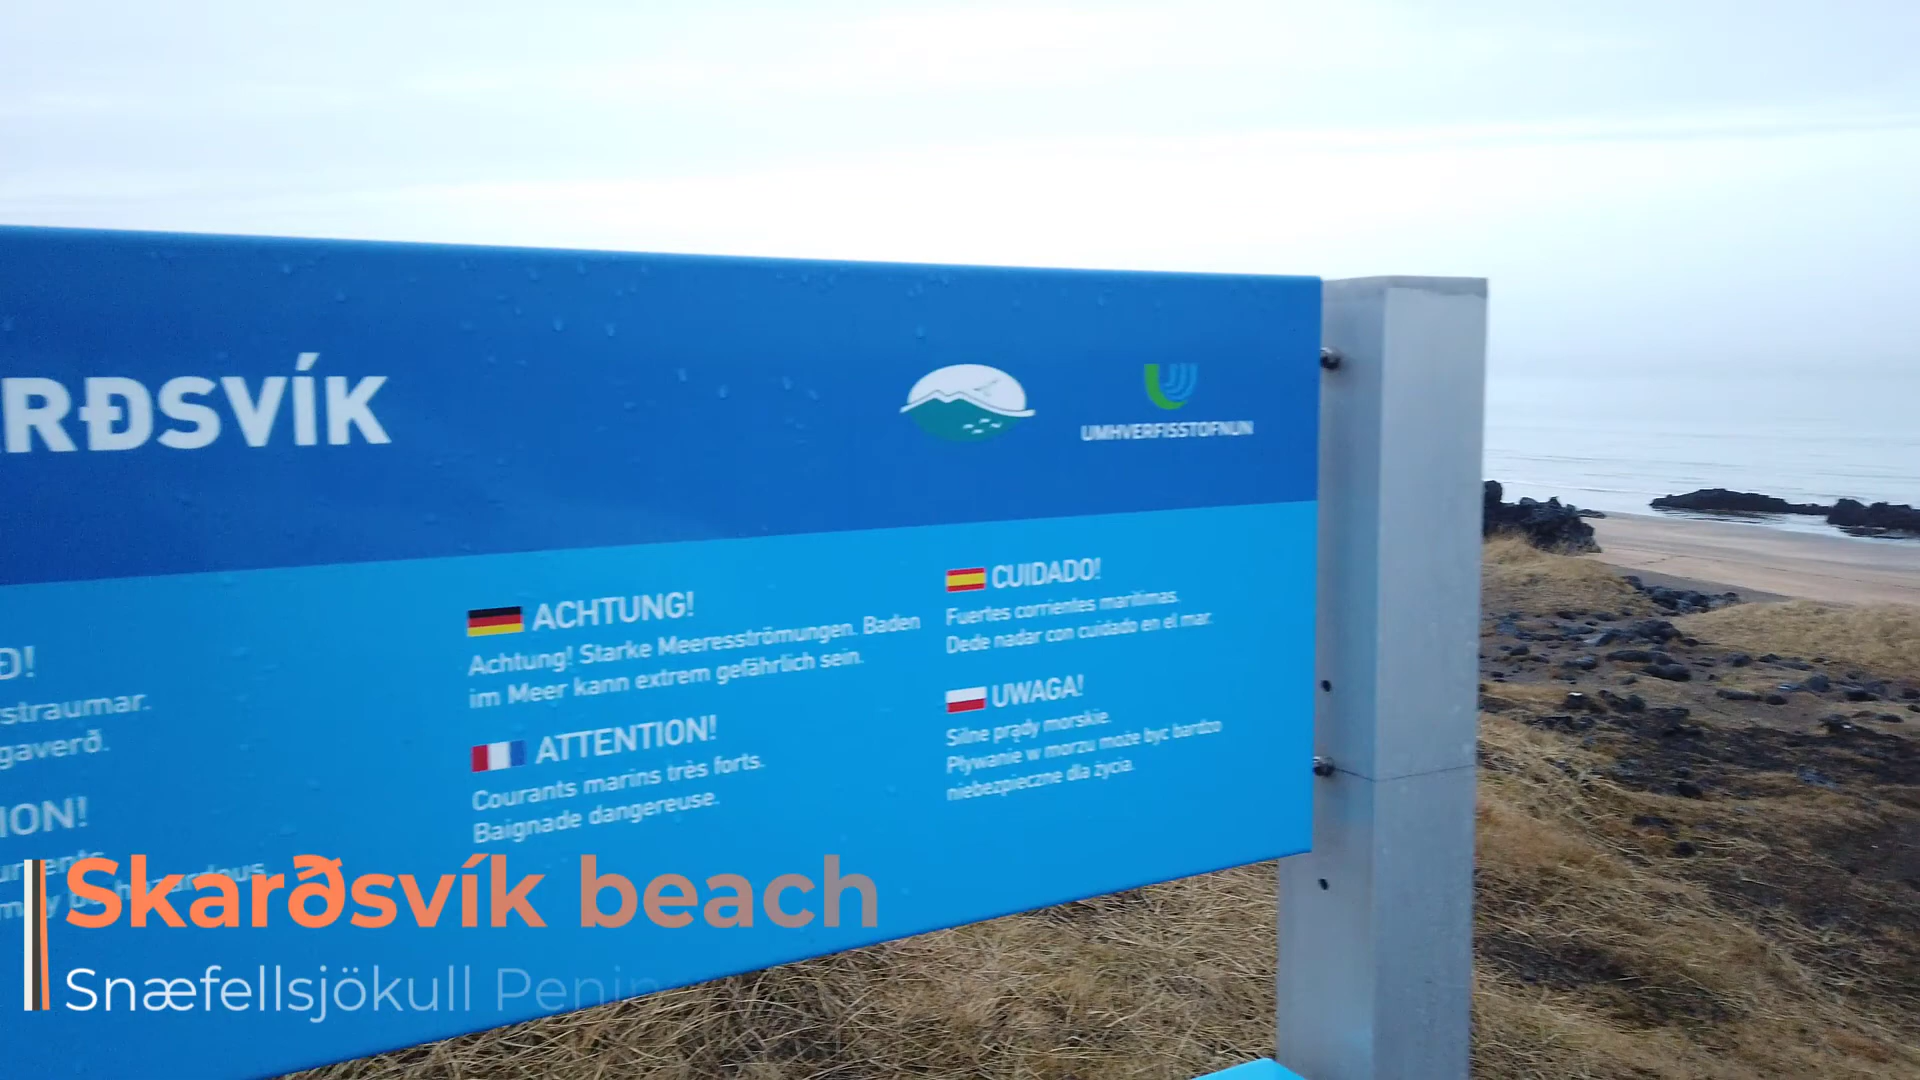 RÐSVÍK
UMHVERFISSTOFNUN
Ð!
straumar.
gaverð.
ION!
ACHTUNG!
Achtung! Starke Meeresströmungen. Baden
im Meer kann extrem gefährlich sein.
ATTENTION!
Courants marins très forts.
Baignade dangereuse.
CUIDADO!
Fuertes corrientes maritimas.
Dede nadar con cuidado en el mar.
UWAGA!
Silne prądy morskie.
Pływanie w morzu może byc bardzo
niebezpieczne dla życia.
Skarðsvík beach
Snæfellsjökull Penin